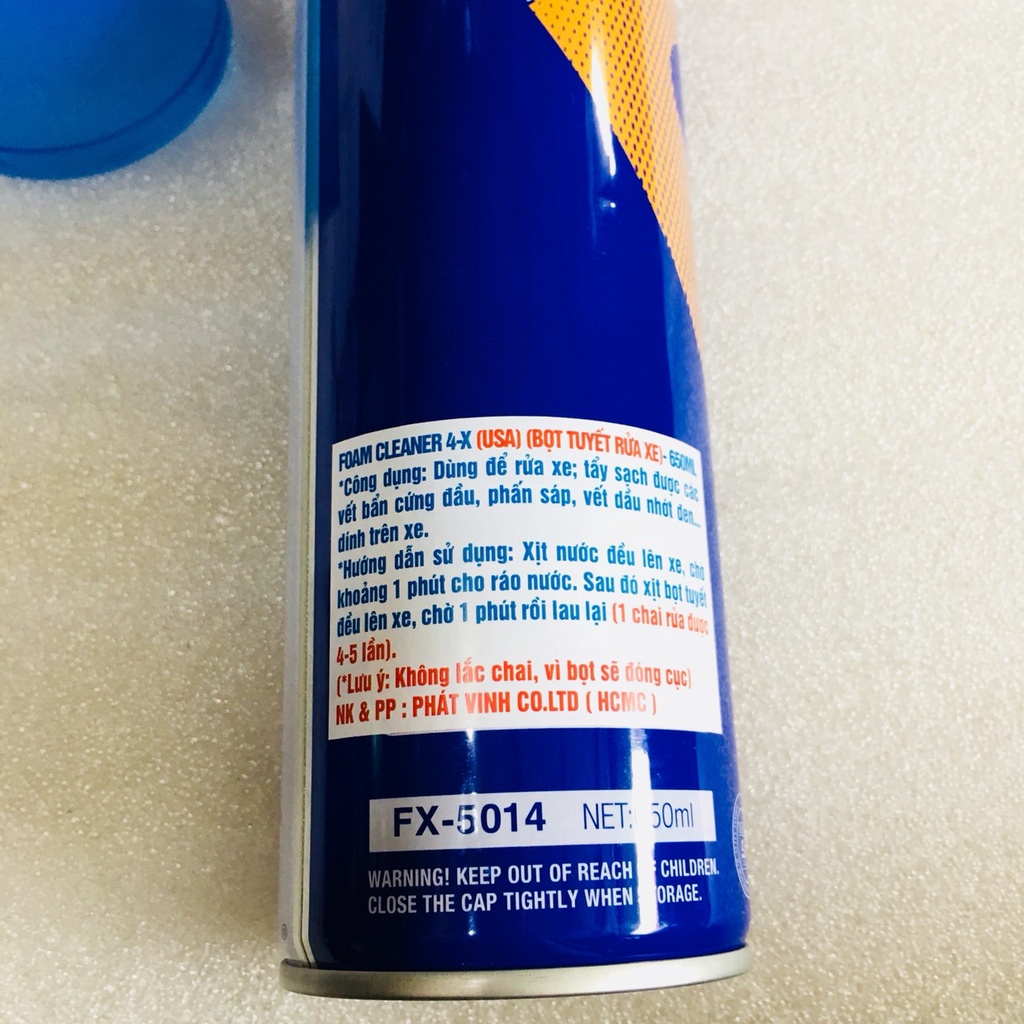 FOAM CLEANER 4-X (USA) (BỌT TUYẾT RỬA XE)- 650ML
*Công dụng: Dùng để rửa xe; tẩy sạch được các
vết bẩn cứng đầu, phấn sáp, vết dầu nhớt đen...
dính trên xe.
*Hướng dẫn sử dụng: Xịt nước đều lên xe, chờ
khoảng 1 phút cho ráo nước. Sau đó xịt bọt tuyết
đều lên xe, chờ 1 phút rồi lau lại (1 chai rửa được
4-5 lần).
(*Lưu ý: Không lắc chai, vì bọt sẽ đóng cục)
NK & PP : PHÁT VINH CO.LTD ( HCMC )
FX-5014 NET: 50ml
WARNING! KEEP OUT OF REACH OF CHILDREN.
CLOSE THE CAP TIGHTLY WHEN STORAGE.